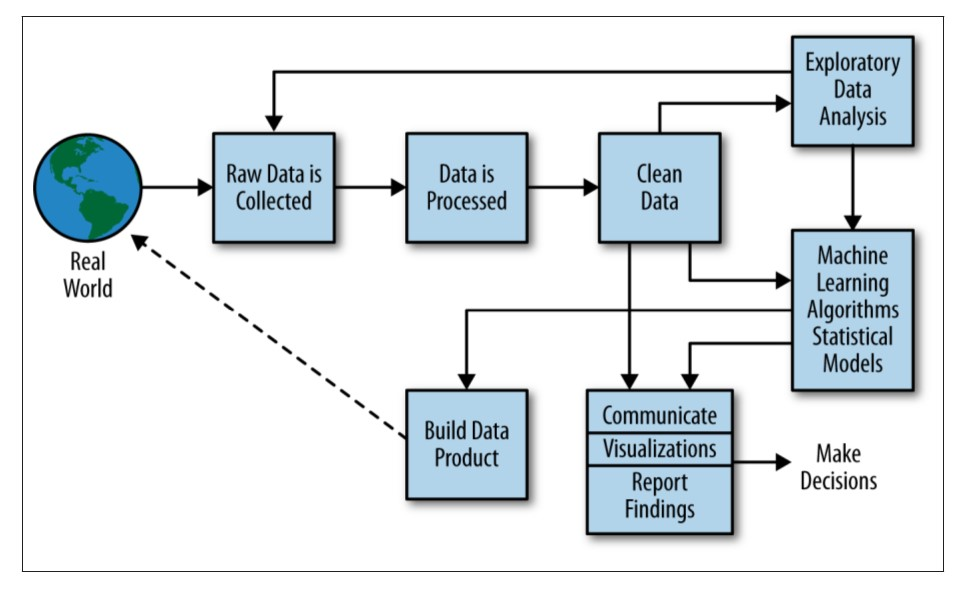 Real
World
Raw Data is
Collected
Data is
Processed
Clean
Data
Exploratory
Data
Analysis
Machine
Learning
Algorithms
Statistical
Models
Build Data
Product
Communicate
Visualizations
Report
Findings
Make
Decisions